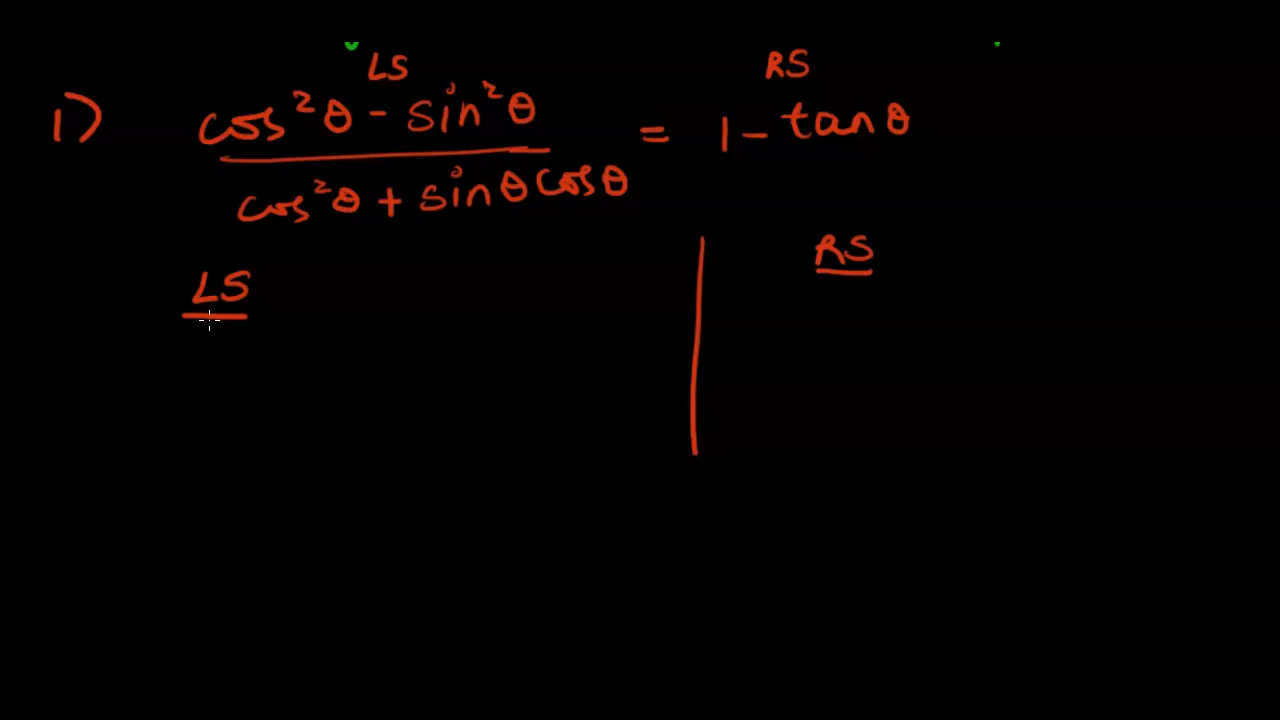 LS RS
1) cos²θ - sin²θ = 1 - tanθ
cos²θ + sinθcosθ
RS
LS